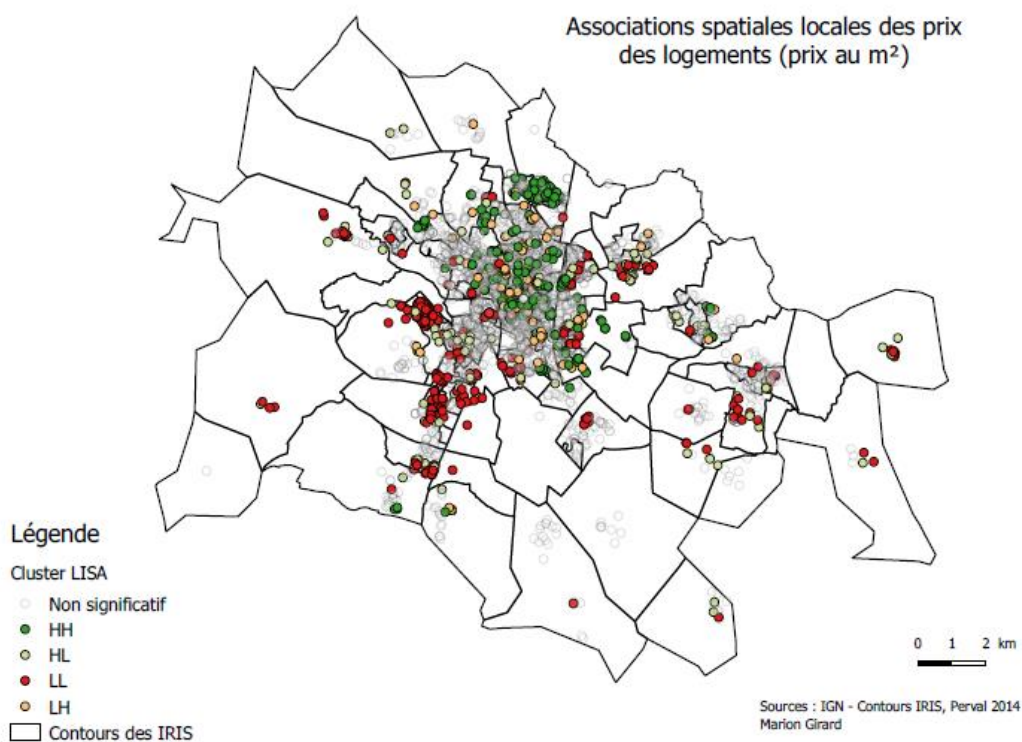 Associations spatiales locales des prix
des logements (prix au m²)
Légende
Cluster LISA
Non significatif
HH
HL
LL
LH
Contours des IRIS
0 1 2 km
Sources : IGN - Contours IRIS, Perval 2014
Marion Girard